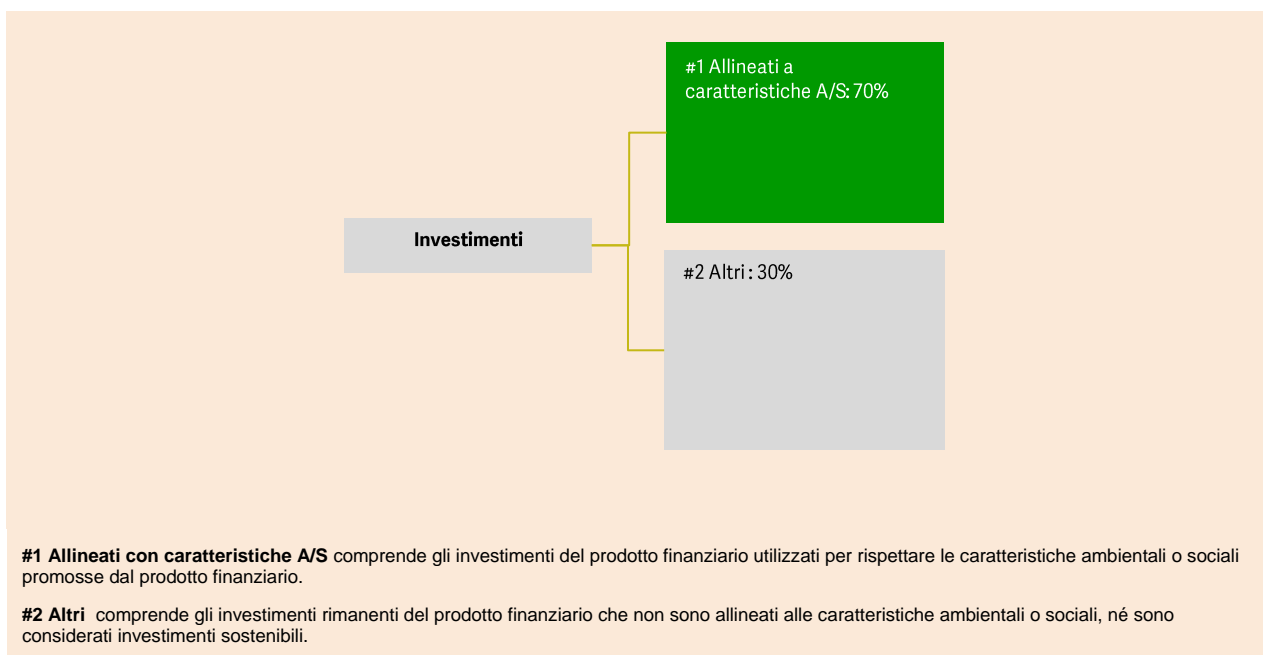 #1 Allineati a
caratteristiche A/S: 70%
Investimenti
#2 Altri : 30%
#1 Allineati con caratteristiche A/S comprende gli investimenti del prodotto finanziario utilizzati per rispettare le caratteristiche ambientali o sociali
promosse dal prodotto finanziario.
#2 Altri comprende gli investimenti rimanenti del prodotto finanziario che non sono allineati alle caratteristiche ambientali o sociali, né sono
considerati investimenti sostenibili.